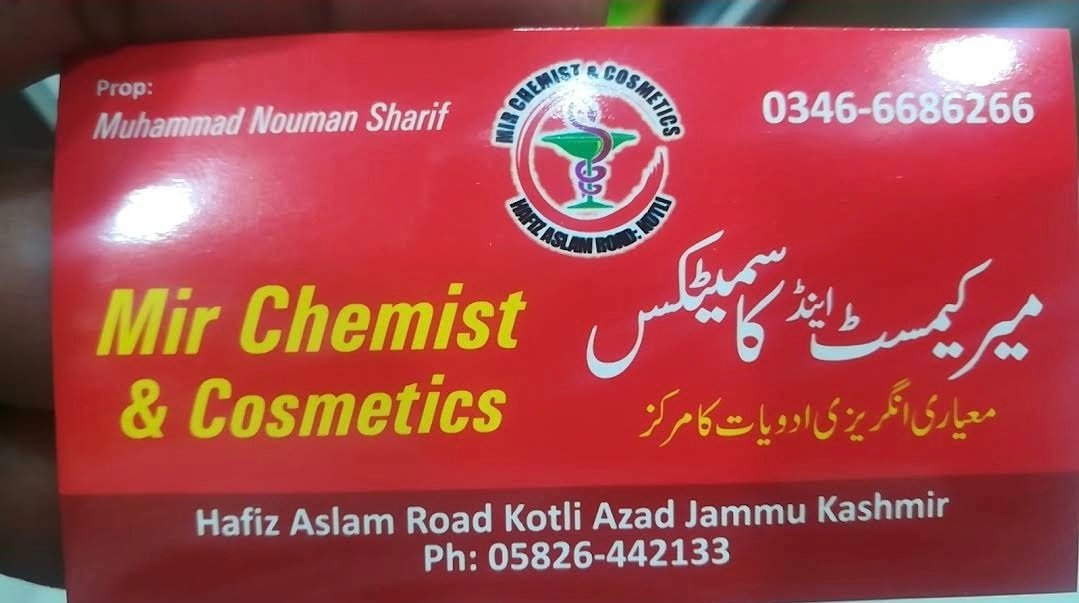 Prop:
Muhammad Nouman Sharif
MIR CHEMIST & COSMETICS
HAFIZ ASLAM ROAD: KOTLI
0346-6686266
Mir Chemist
& Cosmetics
میر کیمسٹ اینڈ کاسمیٹکس
معیاری انگریزی ادویات کا مرکز
Hafiz Aslam Road Kotli Azad Jammu Kashmir
Ph: 05826-442133